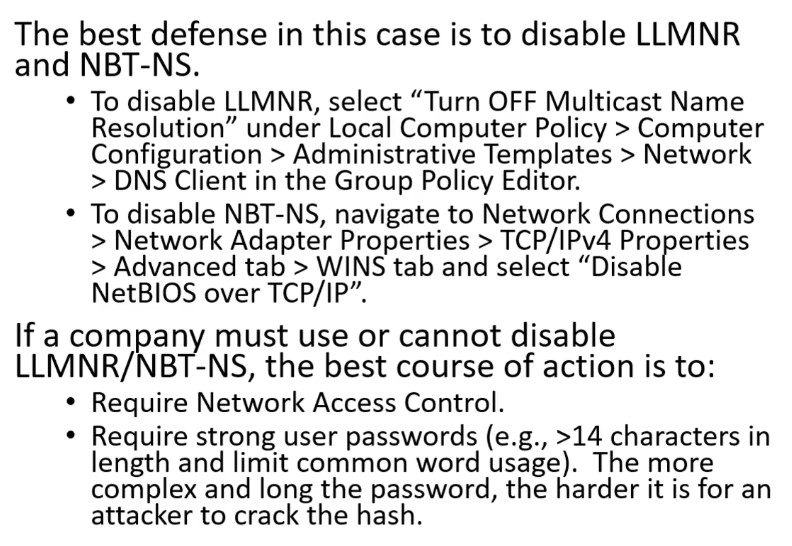 The best defense in this case is to disable LLMNR
and NBT-NS.
• To disable LLMNR, select “Turn OFF Multicast Name
Resolution” under Local Computer Policy > Computer
Configuration > Administrative Templates > Network
> DNS Client in the Group Policy Editor.
• To disable NBT-NS, navigate to Network Connections
> Network Adapter Properties > TCP/IPv4 Properties
> Advanced tab > WINS tab and select “Disable
NetBIOS over TCP/IP”.
If a company must use or cannot disable
LLMNR/NBT-NS, the best course of action is to:
• Require Network Access Control.
• Require strong user passwords (e.g., >14 characters in
length and limit common word usage).  The more
complex and long the password, the harder it is for an
attacker to crack the hash.